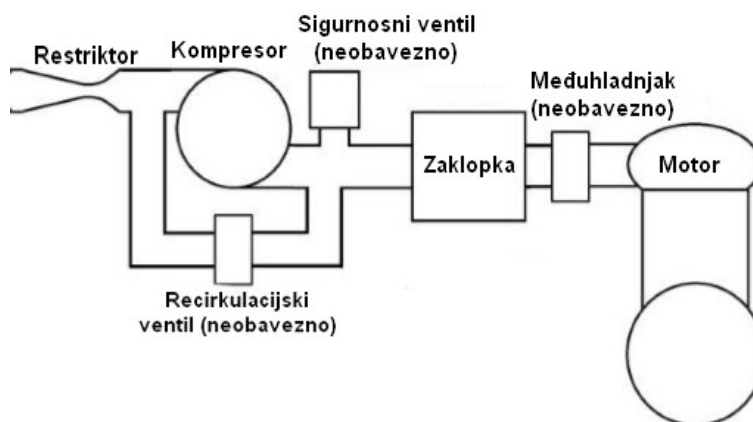 Sigurnosni ventil
(neobavezno)
Restriktor
Kompresor
Međuhladnjak
(neobavezno)
Zaklopka
Motor
Recirkulacijski
ventil (neobavezno)